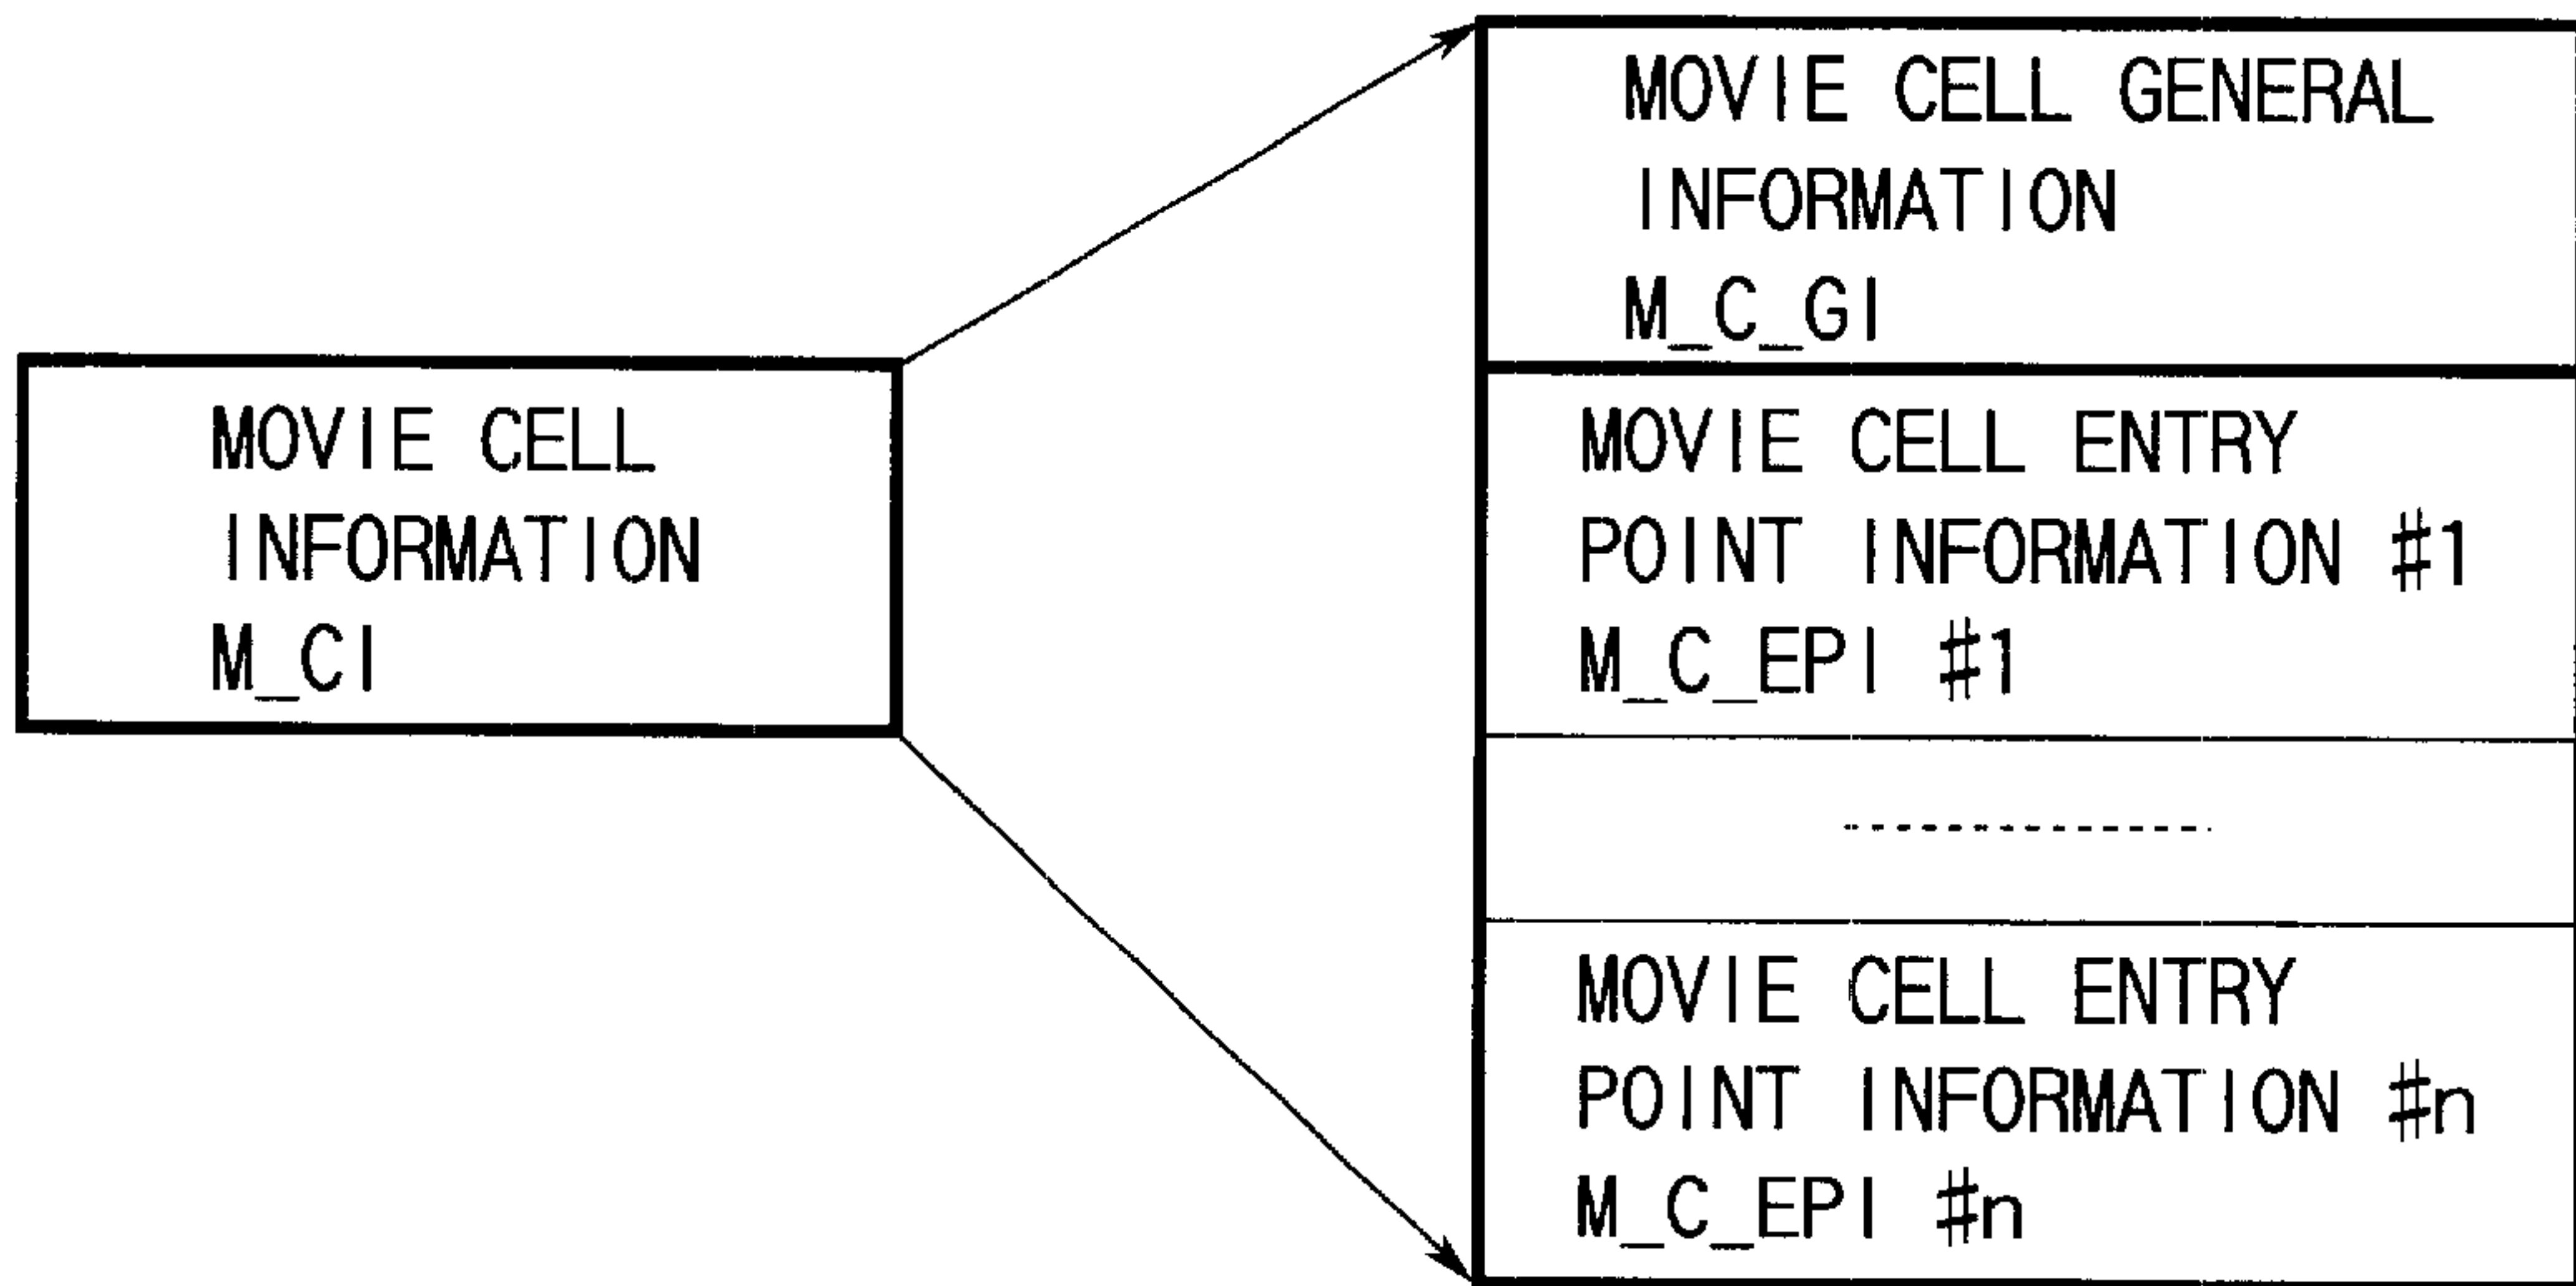 MOVIE CELL
INFORMATION
M_CI
MOVIE CELL GENERAL
INFORMATION
M_C_GI
MOVIE CELL ENTRY
POINT INFORMATION #1
M_C_EPI #1
MOVIE CELL ENTRY
POINT INFORMATION #n
M_C_EPI #n